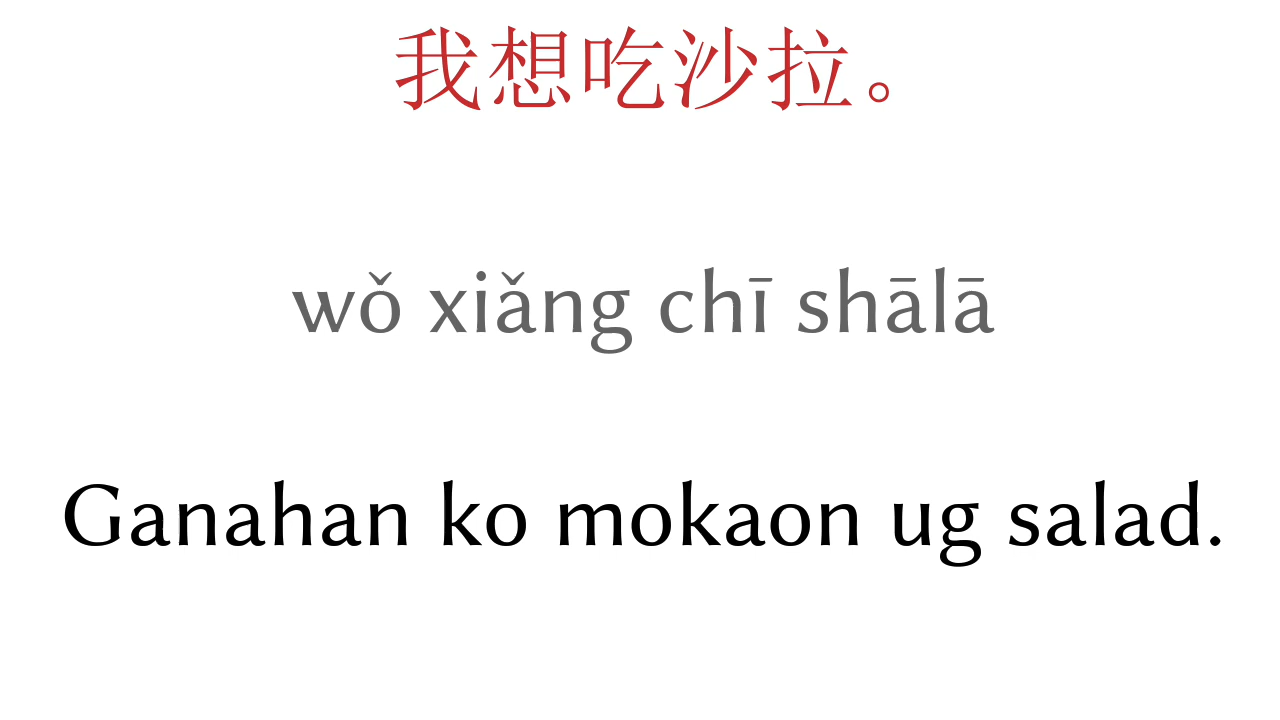 我想吃沙拉。
wǒ xiǎng chī shālā
Ganahan ko mokaon ug salad.